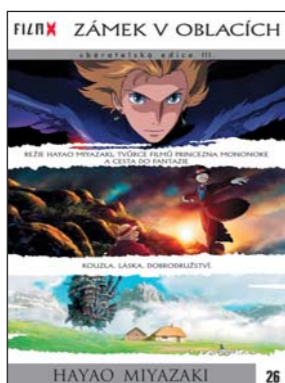 FILMX ZÁMEK V OBLACÍCH
sběratelská edice III.
REŽIE HAYAO MIYAZAKI, TVŮRCE FILMŮ PRINCEZNA MONONOKE
A CESTA DO FANTAZIE
KOUZLA. LÁSKA. DOBRODRUŽSTVÍ.
HAYAO MIYAZAKI 26